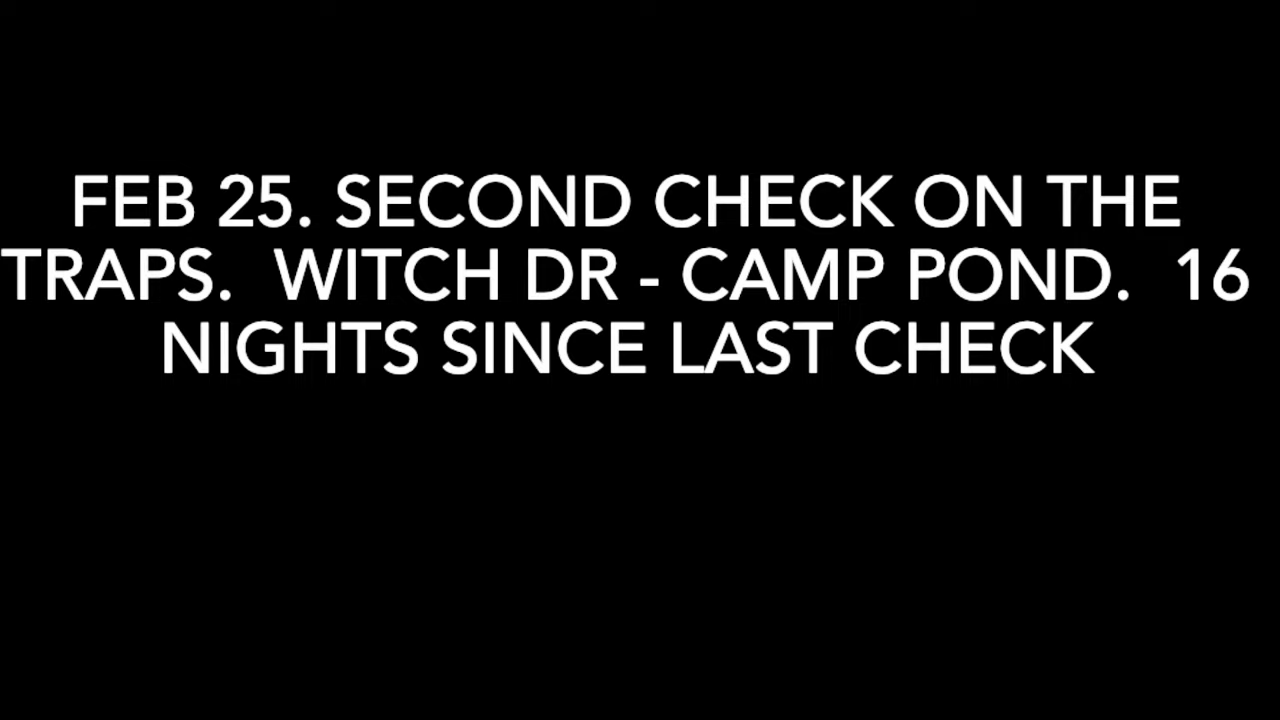 FEB 25. SECOND CHECK ON THE
TRAPS.  WITCH DR - CAMP POND.  16
NIGHTS SINCE LAST CHECK